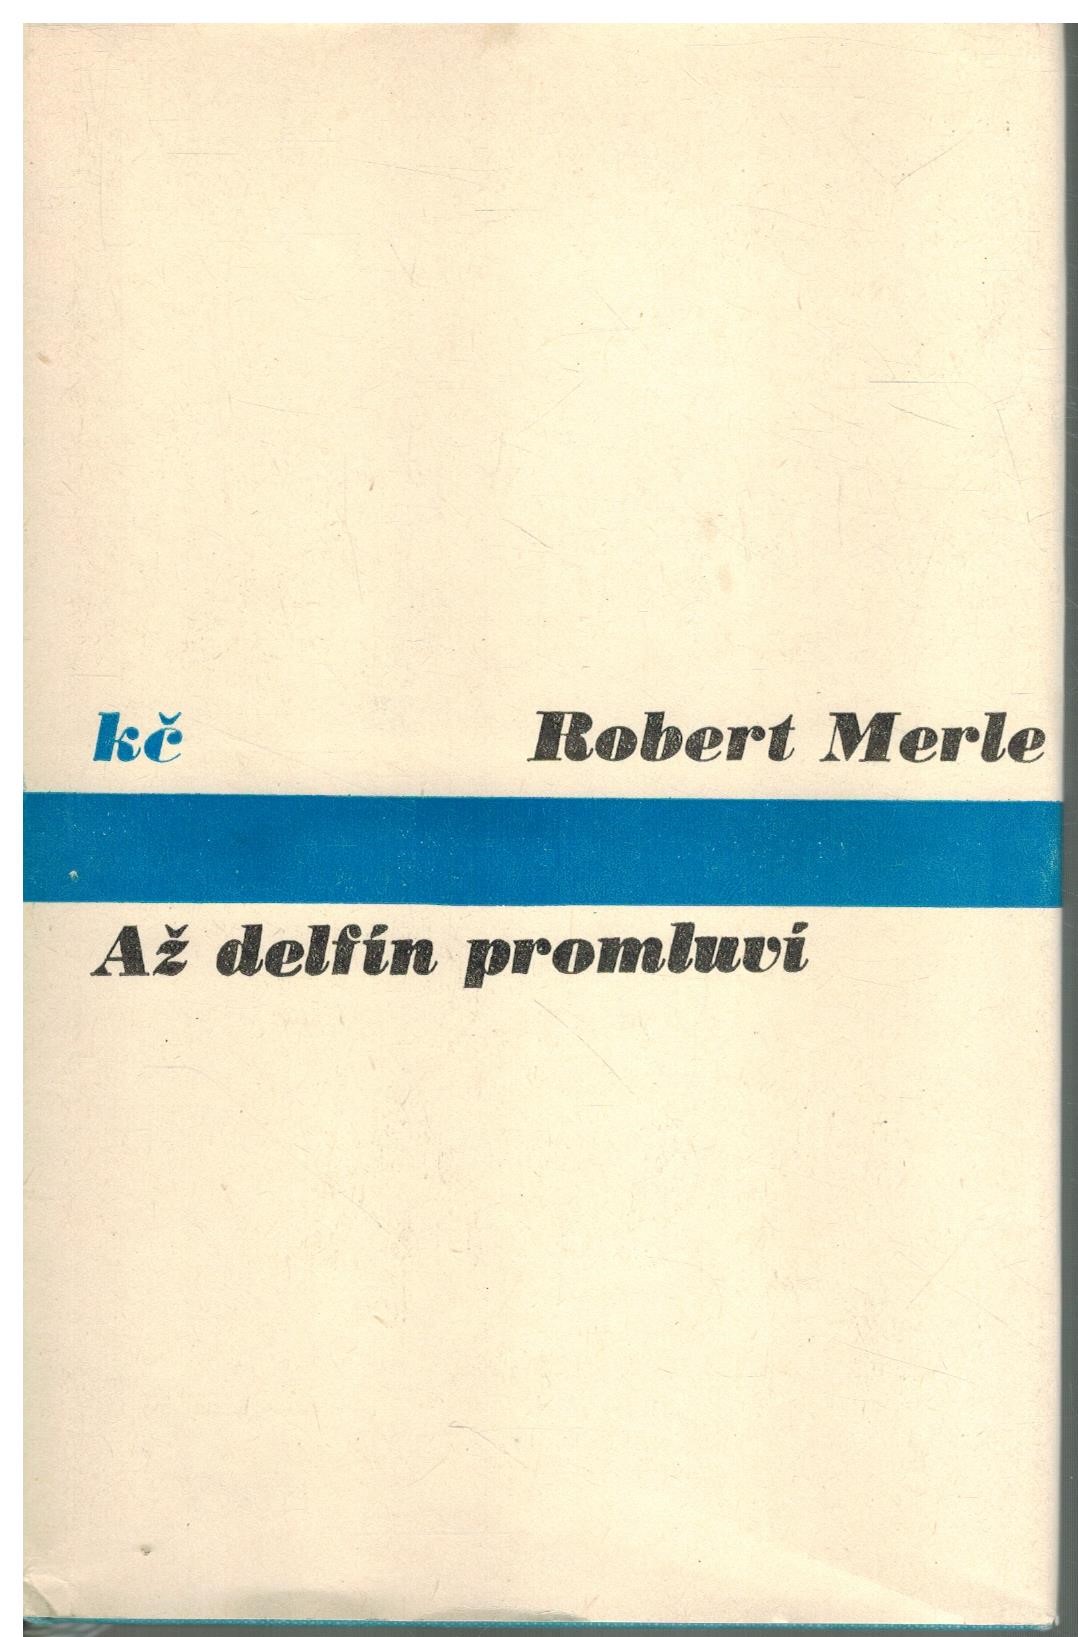 kč Robert Merle
Až delfín promluví